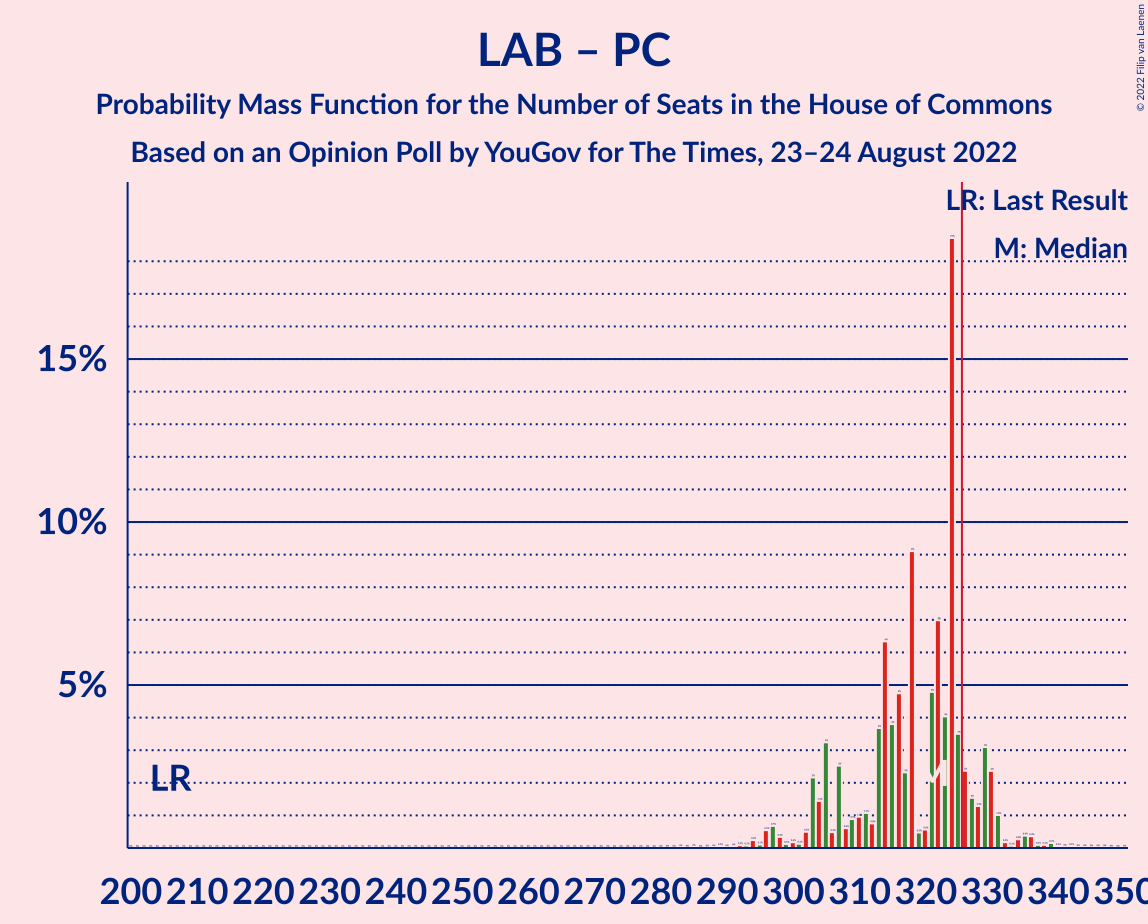 LAB – PC
Probability Mass Function for the Number of Seats in the House of Commons
Based on an Opinion Poll by YouGov for The Times, 23–24 August 2022
© 2022 Filip van Laenen
LR: Last Result
M: Median
15%
10%
5%
LR
M
200 210 220 230 240 250 260 270 280 290 300 310 320 330 340 350